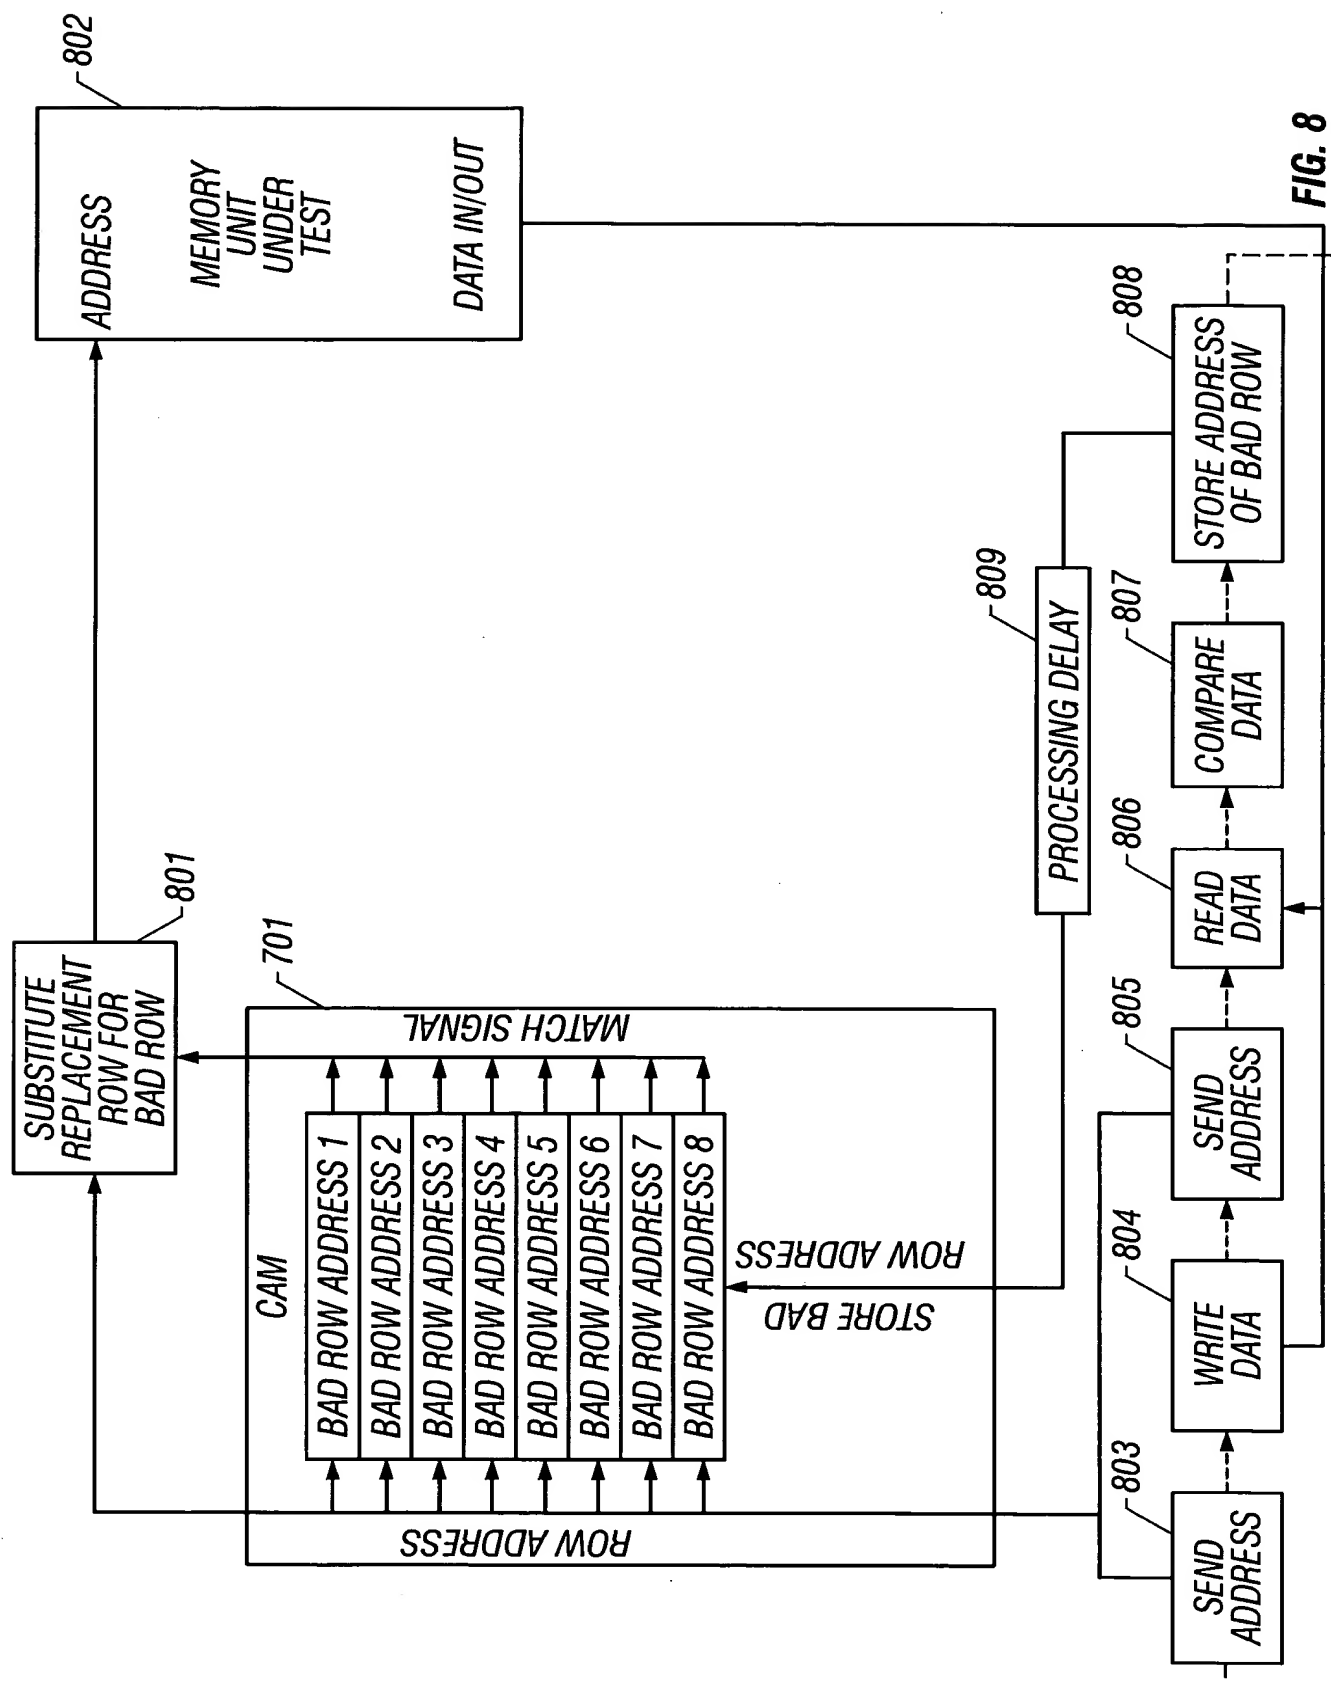 802
ADDRESS
MEMORY
UNIT
UNDER
TEST
DATA IN/OUT
SUBSTITUTE
REPLACEMENT
ROW FOR
BAD ROW
801
701
CAM
ROW ADDRESS
BAD ROW ADDRESS 1
BAD ROW ADDRESS 2
BAD ROW ADDRESS 3
BAD ROW ADDRESS 4
BAD ROW ADDRESS 5
BAD ROW ADDRESS 6
BAD ROW ADDRESS 7
BAD ROW ADDRESS 8
MATCH SIGNAL
STORE BAD
ROW ADDRESS
809
PROCESSING DELAY
803
SEND
ADDRESS
804
WRITE
DATA
805
SEND
ADDRESS
806
READ
DATA
807
COMPARE
DATA
808
STORE ADDRESS
OF BAD ROW
FIG. 8